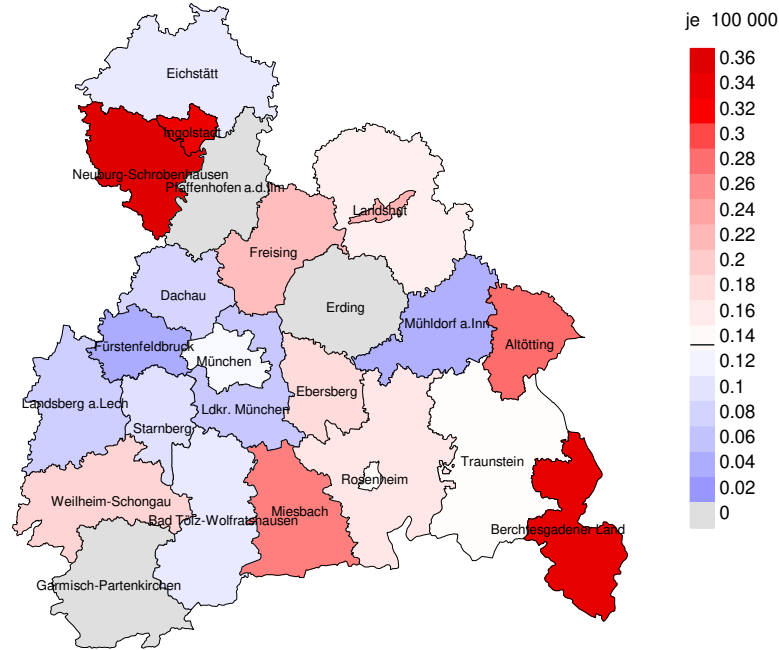 je 100 000
0.36
0.34
0.32
0.3
0.28
0.26
0.24
0.22
0.2
0.18
0.16
0.14
0.12
0.1
0.08
0.06
0.04
0.02
0
Eichstätt
Ingolstadt
Neuburg-Schrobenhausen
Pfaffenhofen a.d.Ilm
Landshut
Freising
Dachau
Erding
Mühldorf a.Inn
Altötting
Fürstenfeldbruck
München
Ebersberg
Landsberg a.Lech
Ldkr. München
Starnberg
Traunstein
Rosenheim
Weilheim-Schongau
Miesbach
Bad Tölz-Wolfratshausen
Berchtesgadener Land
Garmisch-Partenkirchen